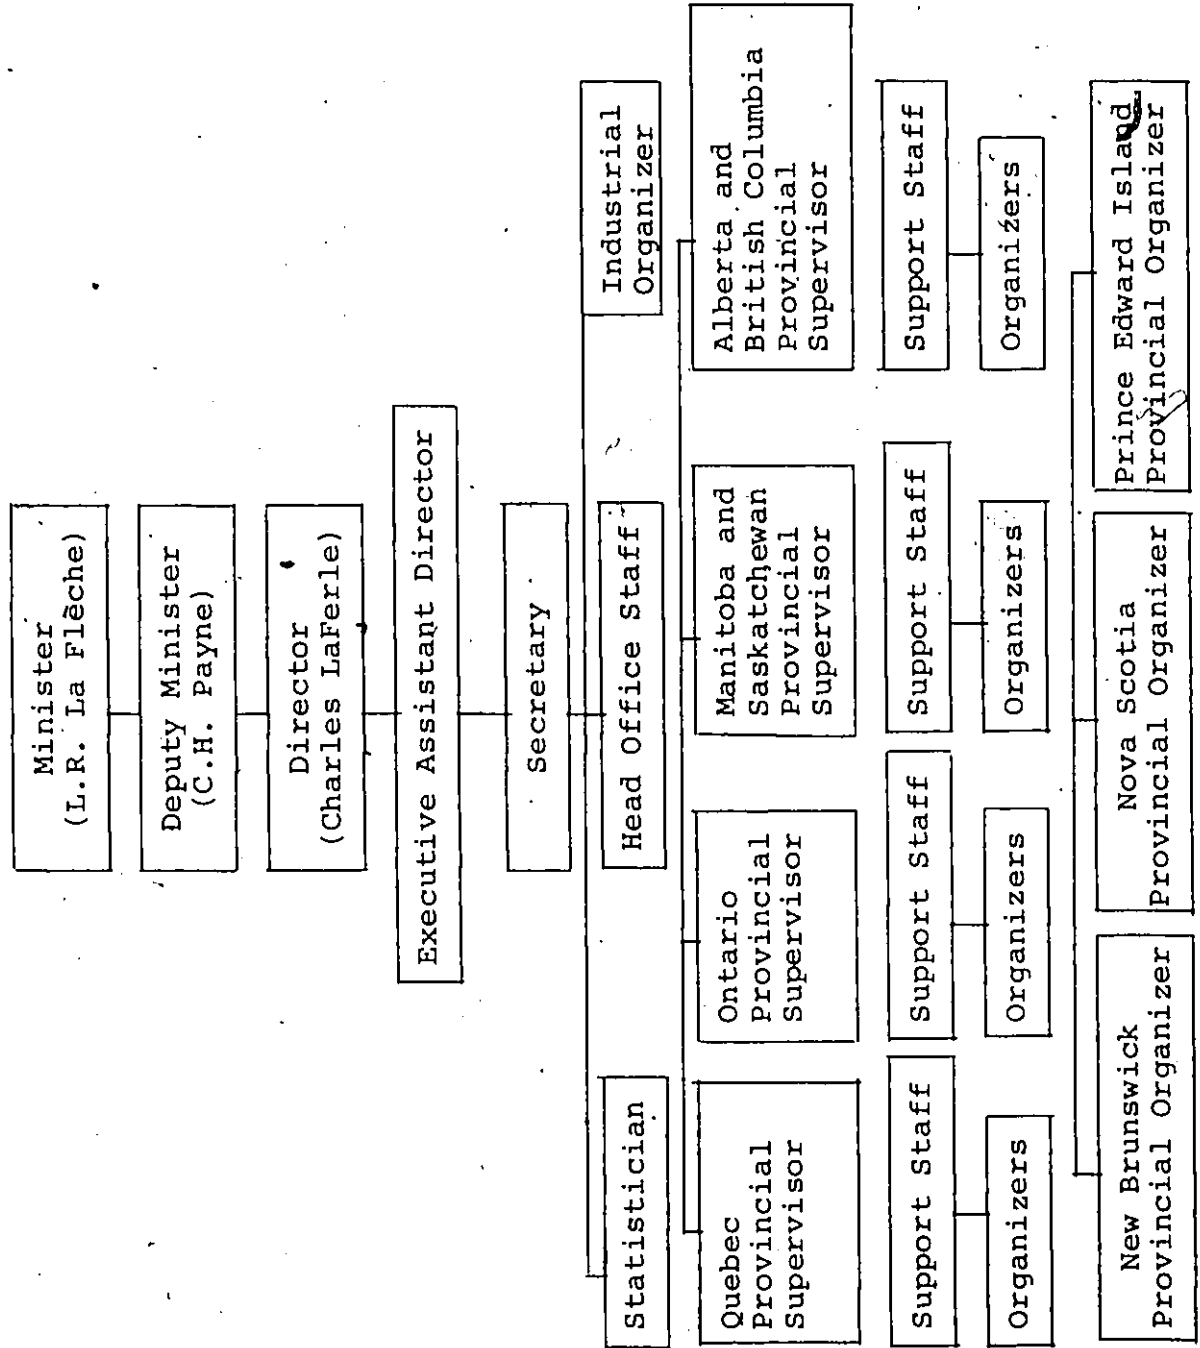 Minister
(L.R. La Flèche)
Deputy Minister
(C.H. Payne)
Director
(Charles LaFerle)
Executive Assistant Director
Secretary
Statistician
Head Office Staff
Industrial
Organizer
Quebec
Provincial
Supervisor
Ontario
Provincial
Supervisor
Manitoba and
Saskatchewan
Provincial
Supervisor
Alberta and
British Columbia
Provincial
Supervisor
Support Staff
Support Staff
Support Staff
Support Staff
Organizers
Organizers
Organizers
Organizers
New Brunswick
Provincial Organizer
Nova Scotia
Provincial Organizer
Prince Edward Island
Provincial Organizer